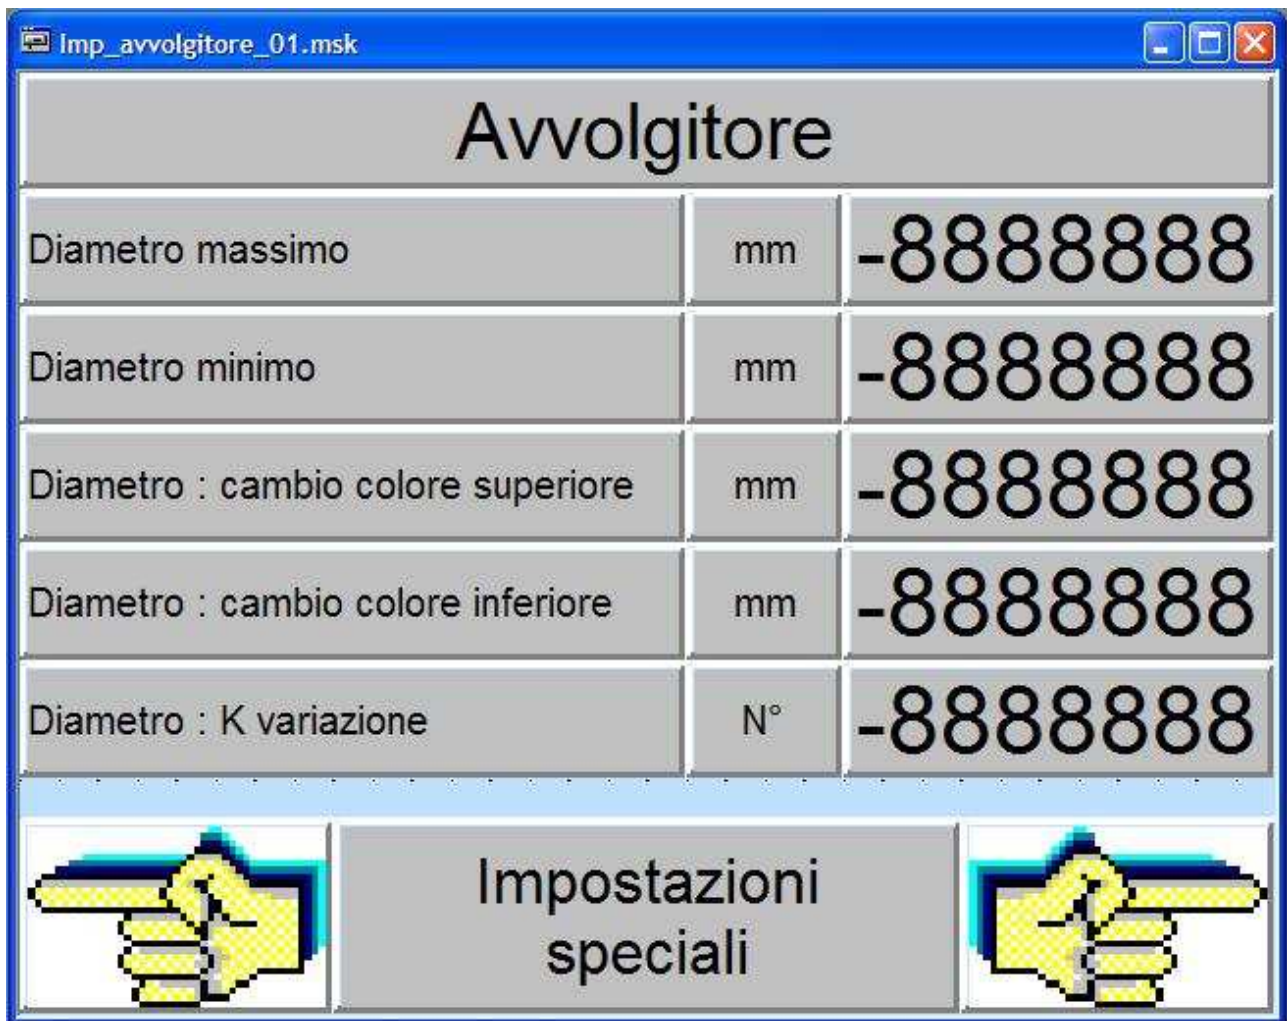 Imp_avvolgitore_01.msk
Avvolgitore
Diametro massimo mm -8888888
Diametro minimo mm -8888888
Diametro : cambio colore superiore mm -8888888
Diametro : cambio colore inferiore mm -8888888
Diametro : K variazione N° -8888888
Impostazioni
speciali